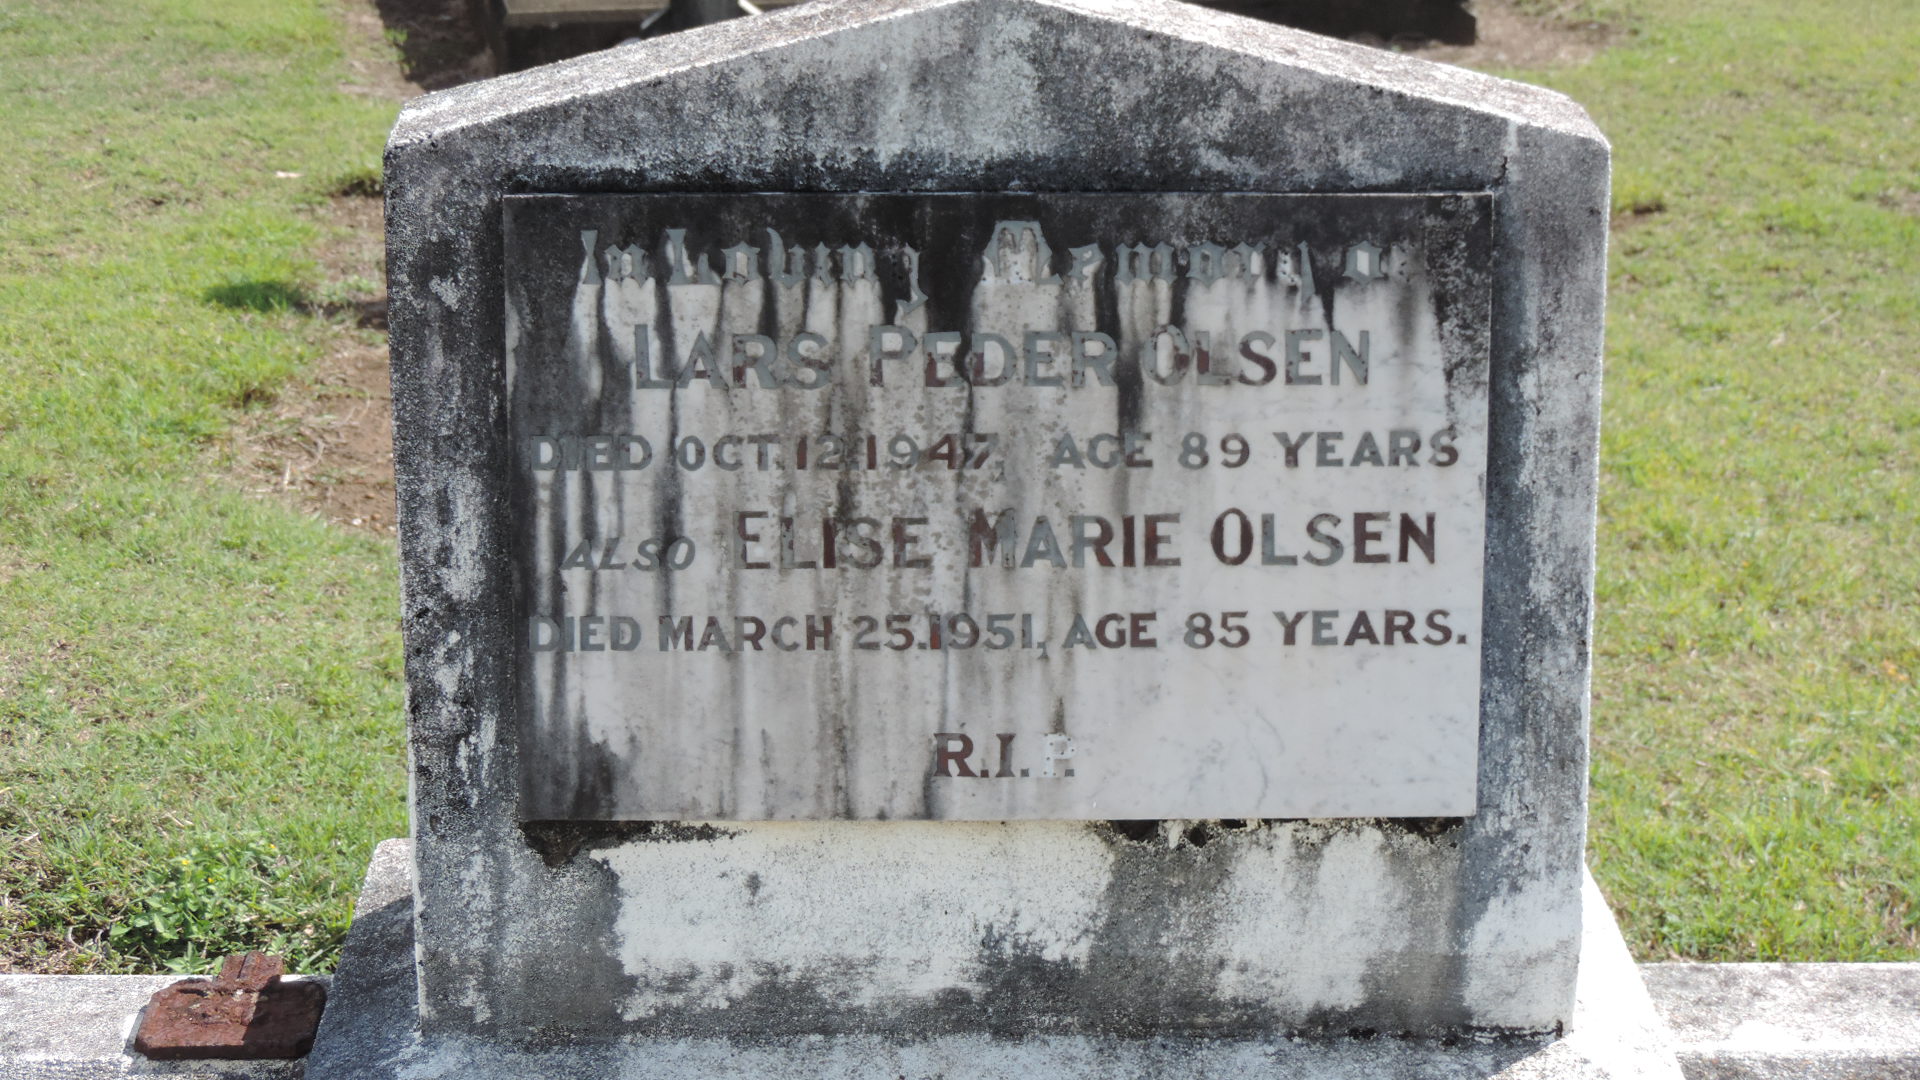 In Loving Memory o
LARS PEDER OLSEN
DIED OCT. 12.1947, AGE 89 YEARS
ALSO ELISE MARIE OLSEN
DIED MARCH 25.1951, AGE 85 YEARS.
R.I.P.